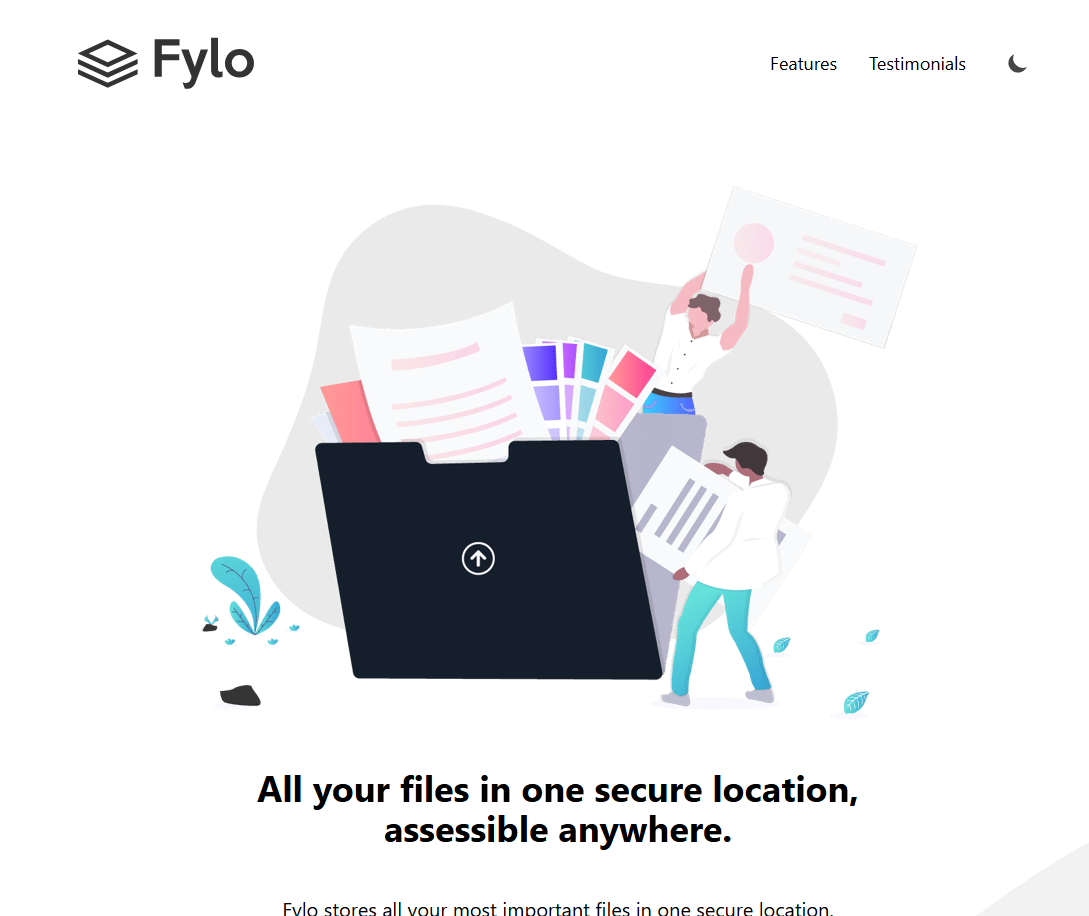 Fylo
Features
Testimonials
All your files in one secure location,
assessible anywhere.
Fylo stores all your most important files in one secure location.